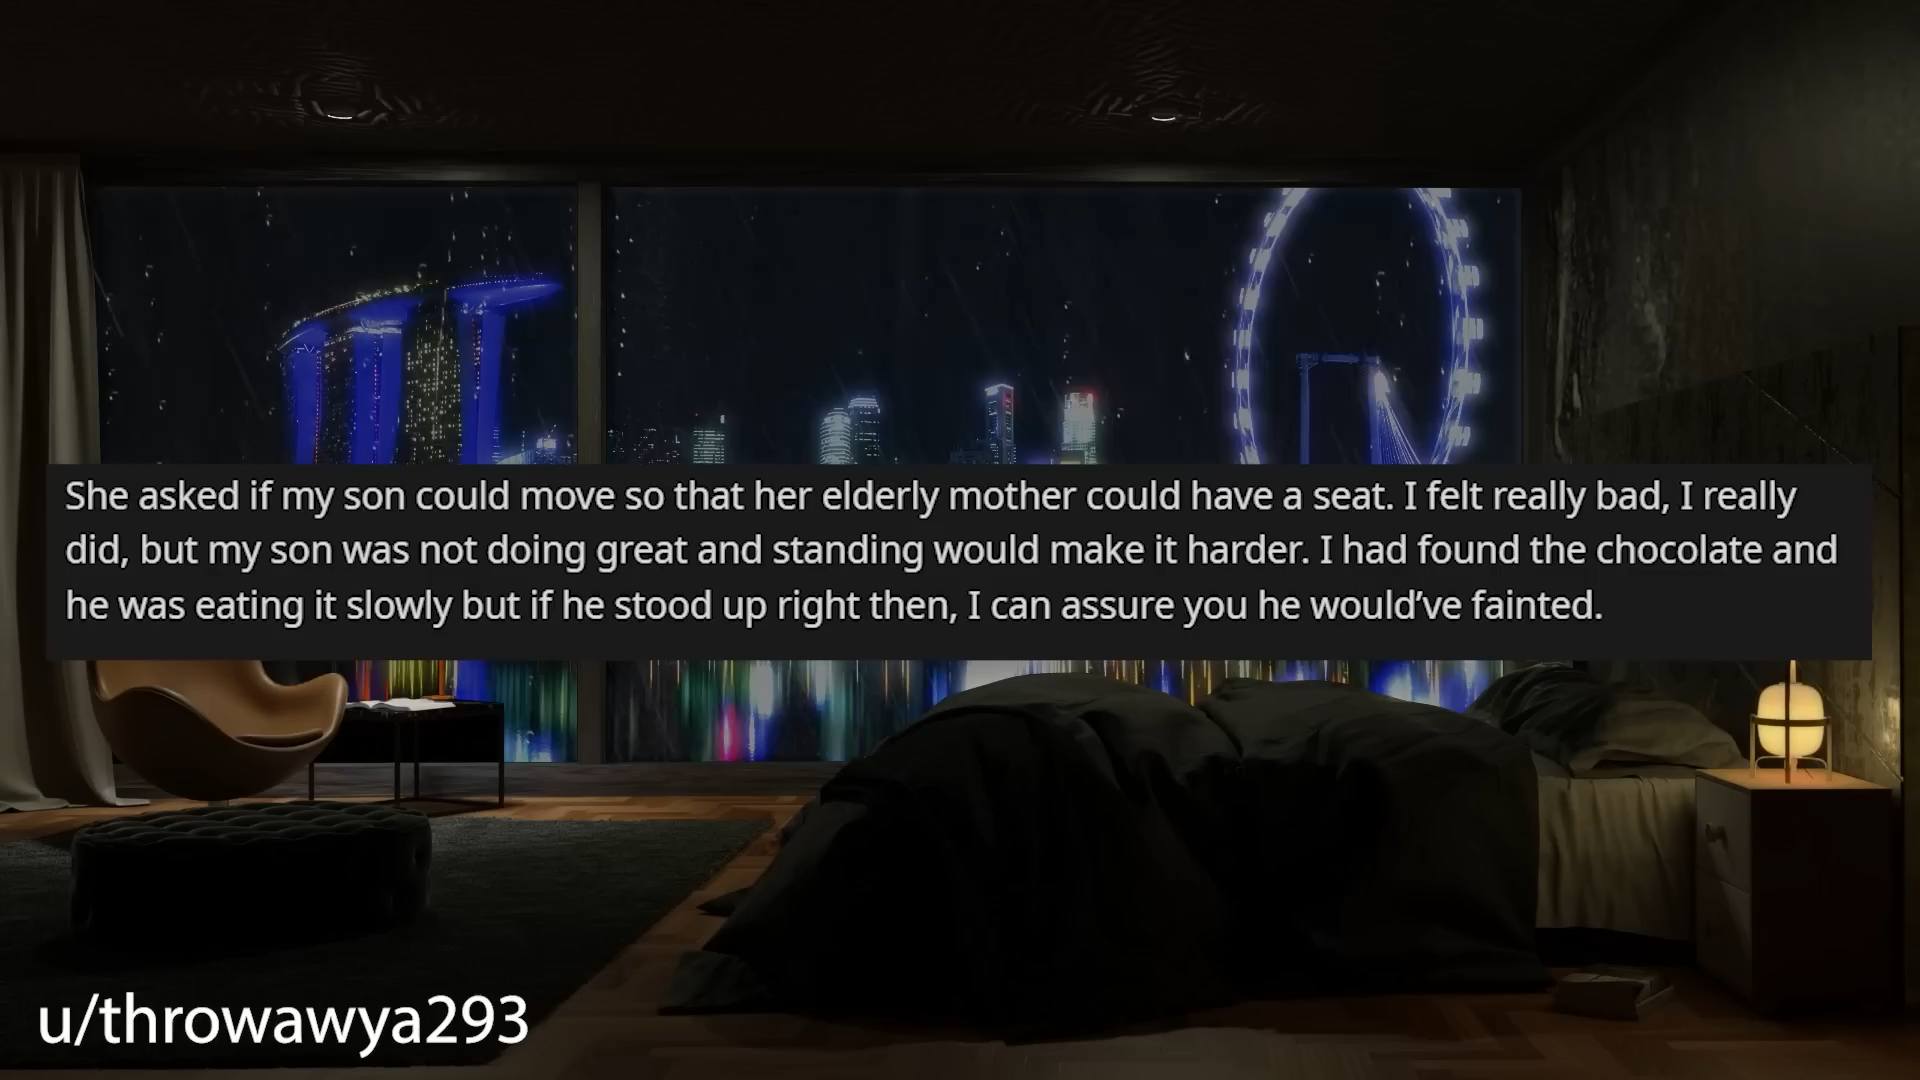 She asked if my son could move so that her elderly mother could have a seat. I felt really bad, I really
did, but my son was not doing great and standing would make it harder. I had found the chocolate and
he was eating it slowly but if he stood up right then, I can assure you he would’ve fainted.
u/throwawya293